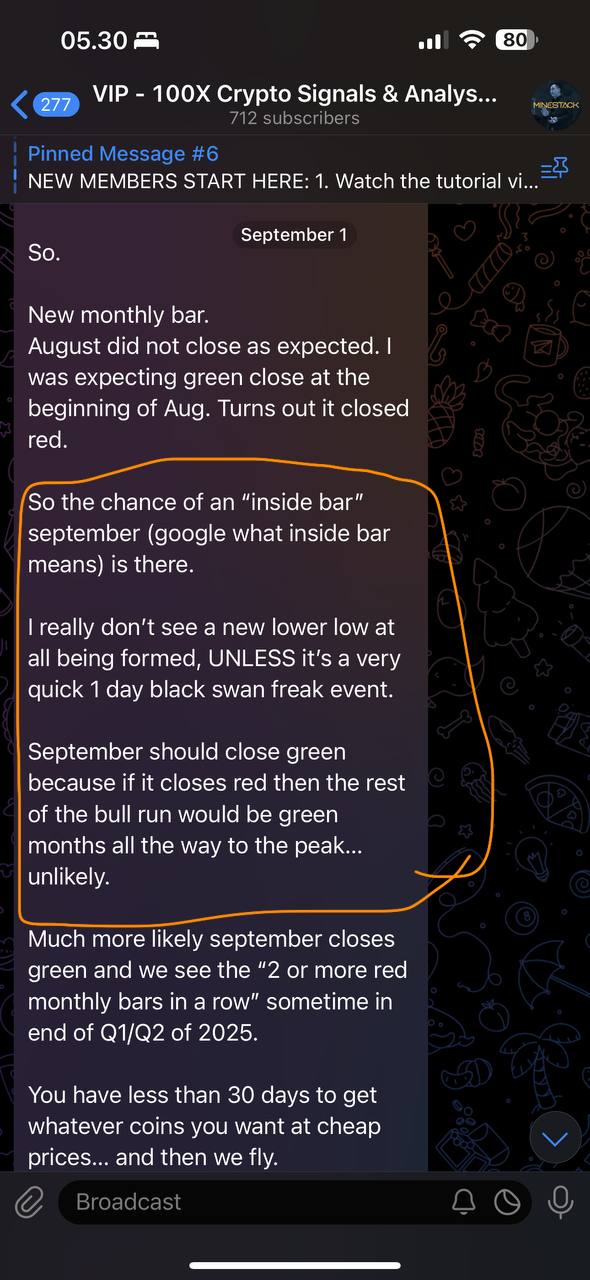 05.30
80
277
VIP - 100X Crypto Signals & Analys...
712 subscribers
MINESTACK
Pinned Message #6
NEW MEMBERS START HERE: 1. Watch the tutorial vi...
September 1
So.
New monthly bar.
August did not close as expected. I
was expecting green close at the
beginning of Aug. Turns out it closed
red.
So the chance of an “inside bar”
september (google what inside bar
means) is there.
I really don’t see a new lower low at
all being formed, UNLESS it’s a very
quick 1 day black swan freak event.
September should close green
because if it closes red then the rest
of the bull run would be green
months all the way to the peak...
unlikely.
Much more likely september closes
green and we see the “2 or more red
monthly bars in a row” sometime in
end of Q1/Q2 of 2025.
You have less than 30 days to get
whatever coins you want at cheap
prices... and then we fly.
Broadcast